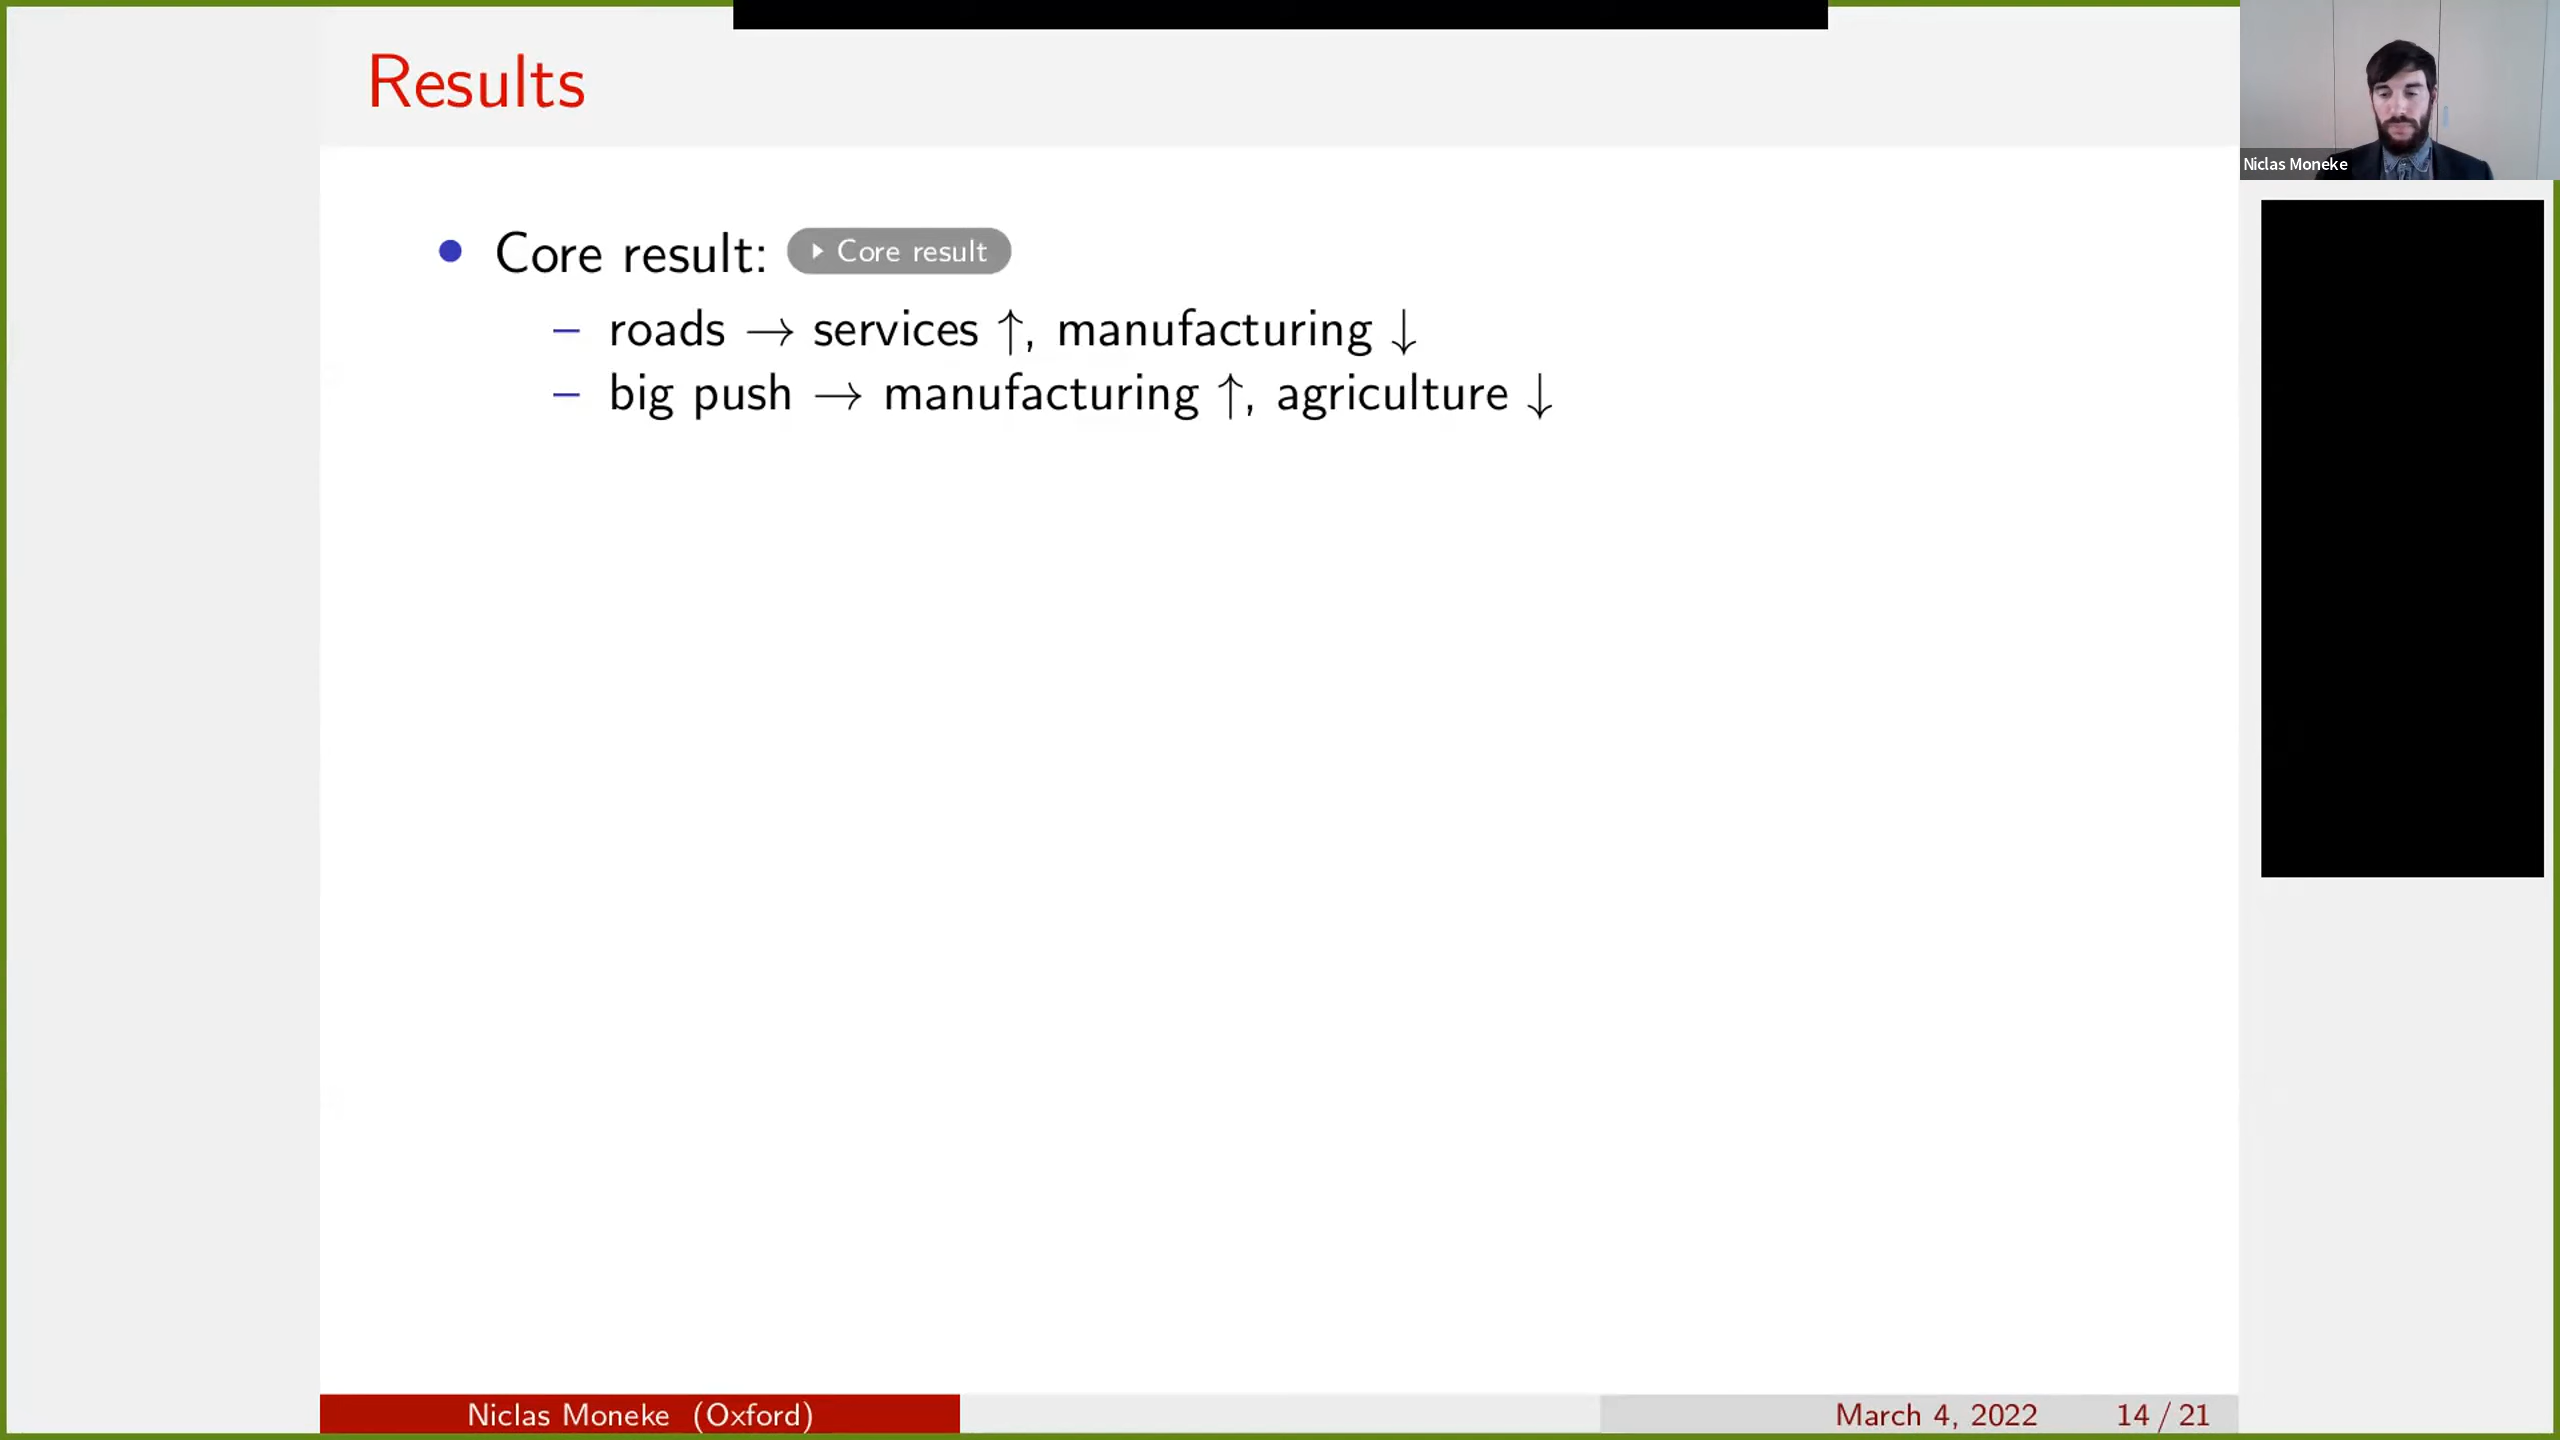 Results
Niclas Moneke
• Core result: ▸ Core result
– roads → services ↑, manufacturing ↓
– big push → manufacturing ↑, agriculture ↓
Niclas Moneke (Oxford) March 4, 2022 14 / 21